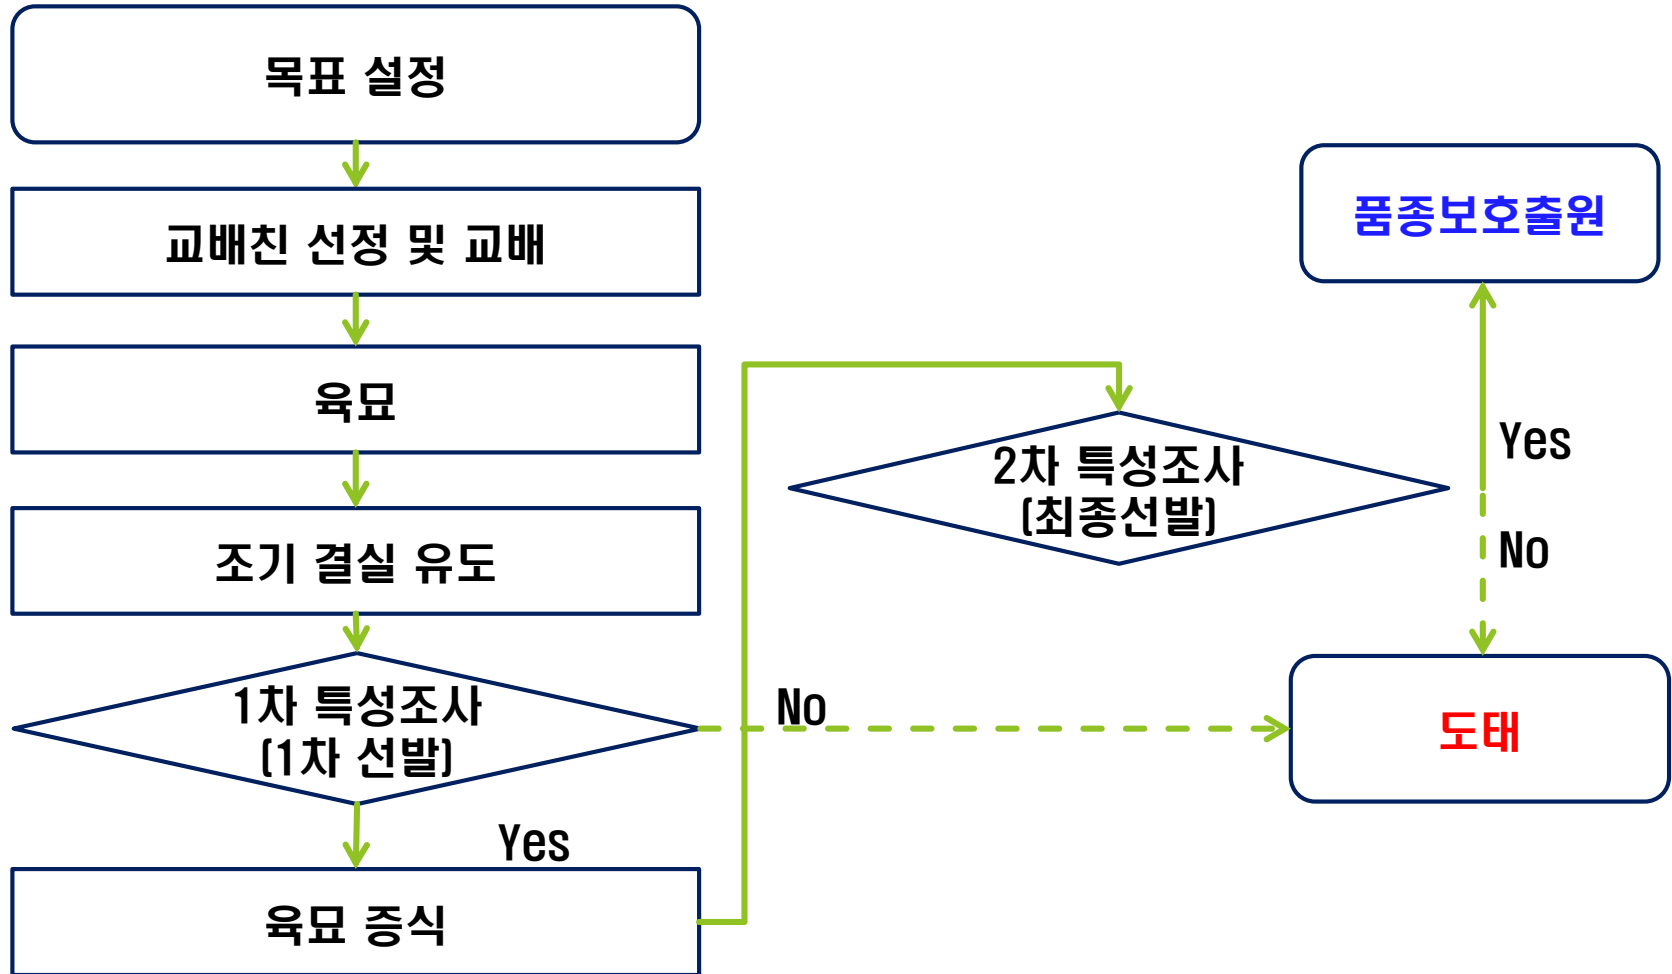 목표 설정
교배친 선정 및 교배
육묘
조기 결실 유도
1차 특성조사
(1차 선발)
Yes
육묘 증식
No
2차 특성조사
(최종선발)
품종보호출원
Yes
No
도태